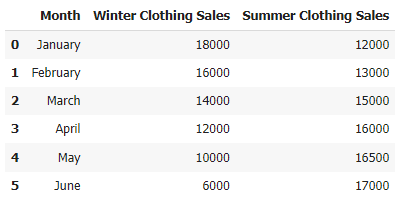 Month Winter Clothing Sales Summer Clothing Sales
0 January 18000 12000
1 February 16000 13000
2 March 14000 15000
3 April 12000 16000
4 May 10000 16500
5 June 6000 17000